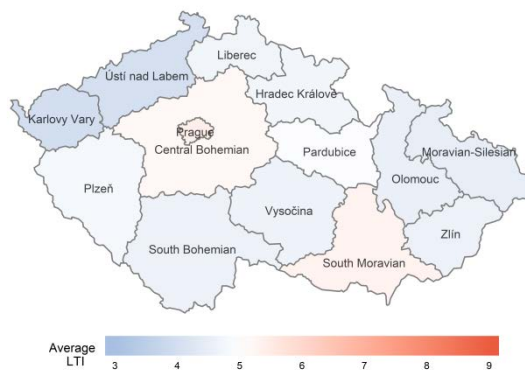 Liberec
Ústí nad Labem
Hradec Králové
Karlovy Vary
Prague
Central Bohemian
Pardubice
Moravian-Silesian
Olomouc
Plzeň
Vysočina
Zlín
South Bohemian
South Moravian
Average
LTI
3 4 5 6 7 8 9